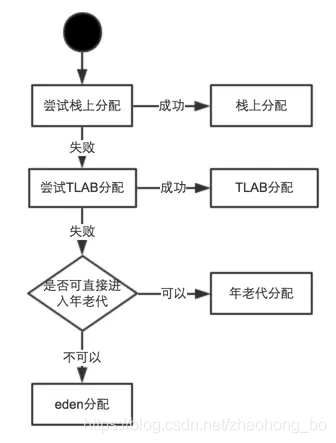 尝试栈上分配
成功
栈上分配
失败
尝试TLAB分配
成功
TLAB分配
失败
是否可直接进
入年老代
可以
年老代分配
不可以
eden分配
https://blog.csdn.net/zhaohong_bo